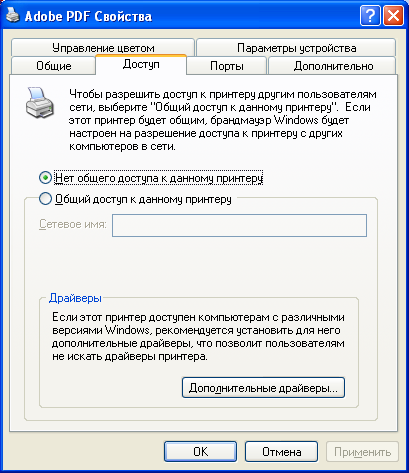 Adobe PDF Свойства
Управление цветом
Параметры устройства
Общие
Доступ
Порты
Дополнительно
Чтобы разрешить доступ к принтеру другим пользователям
сети, выберите "Общий доступ к данному принтеру". Если
этот принтер будет общим, брандмауэр Windows будет
настроен на разрешение доступа к принтеру с других
компьютеров в сети.
Нет общего доступа к данному принтеру
Общий доступ к данному принтеру
Сетевое имя:
Драйверы
Если этот принтер доступен компьютерам с различными
версиями Windows, рекомендуется установить для него
дополнительные драйверы, что позволит пользователям
не искать драйверы принтера.
Дополнительные драйверы...
ОК
Отмена
Применить